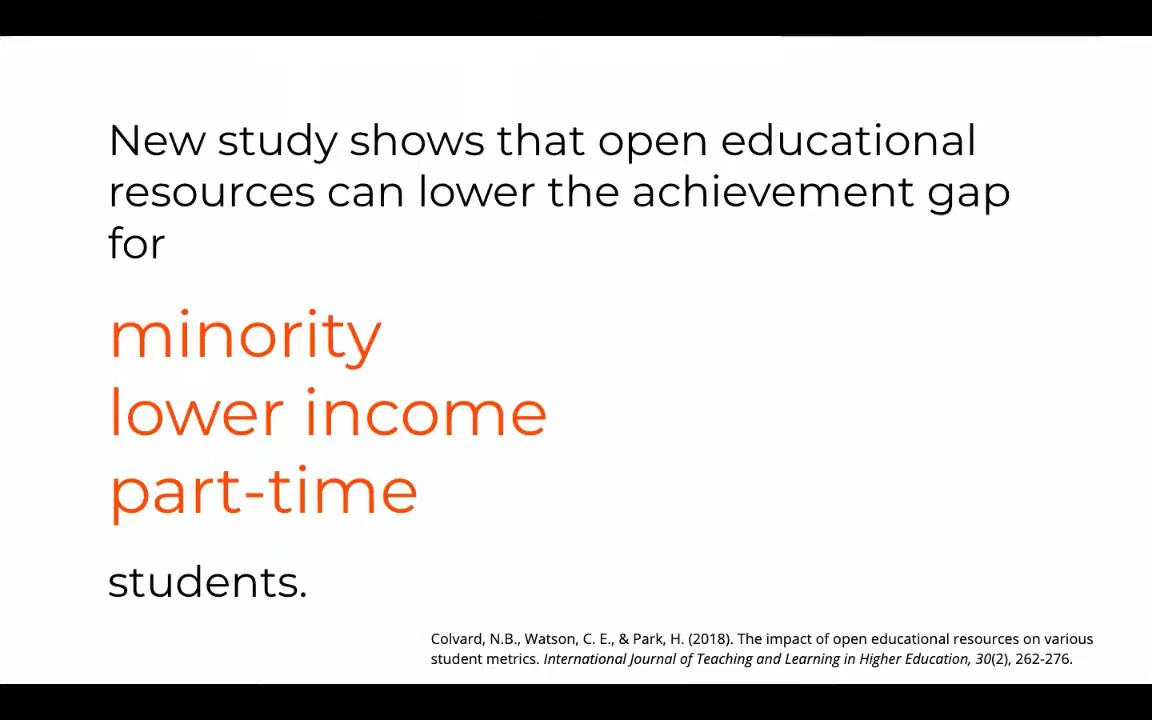 New study shows that open educational
resources can lower the achievement gap
for
minority
lower income
part-time
students.
Colvard, N.B., Watson, C. E., & Park, H. (2018). The impact of open educational resources on various
student metrics. International Journal of Teaching and Learning in Higher Education, 30(2), 262-276.